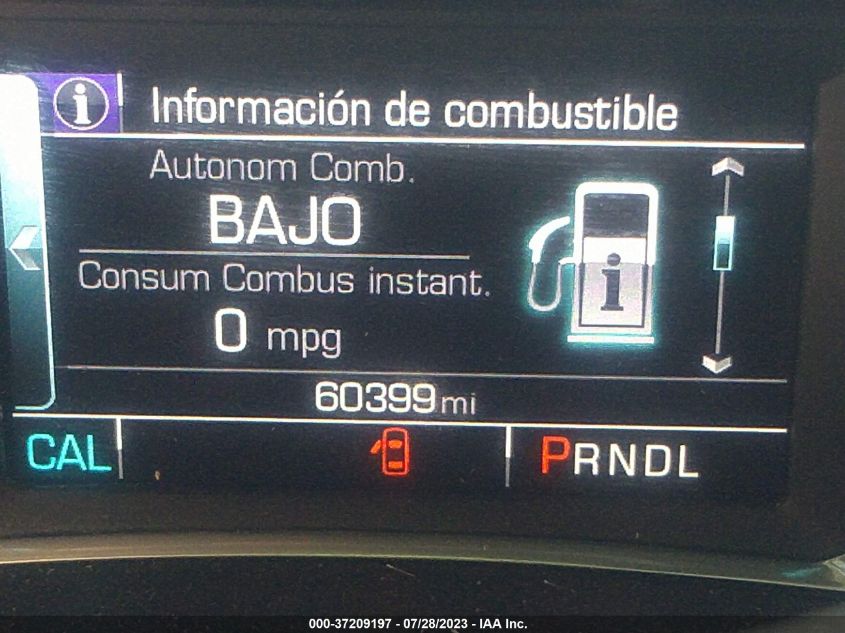 i Información de combustible
Autonom Comb.
BAJO
Consum Combus instant.
0 mpg
i
60399 mi
CAL PRNDL
000-37209197 - 07/28/2023 - IAA Inc.